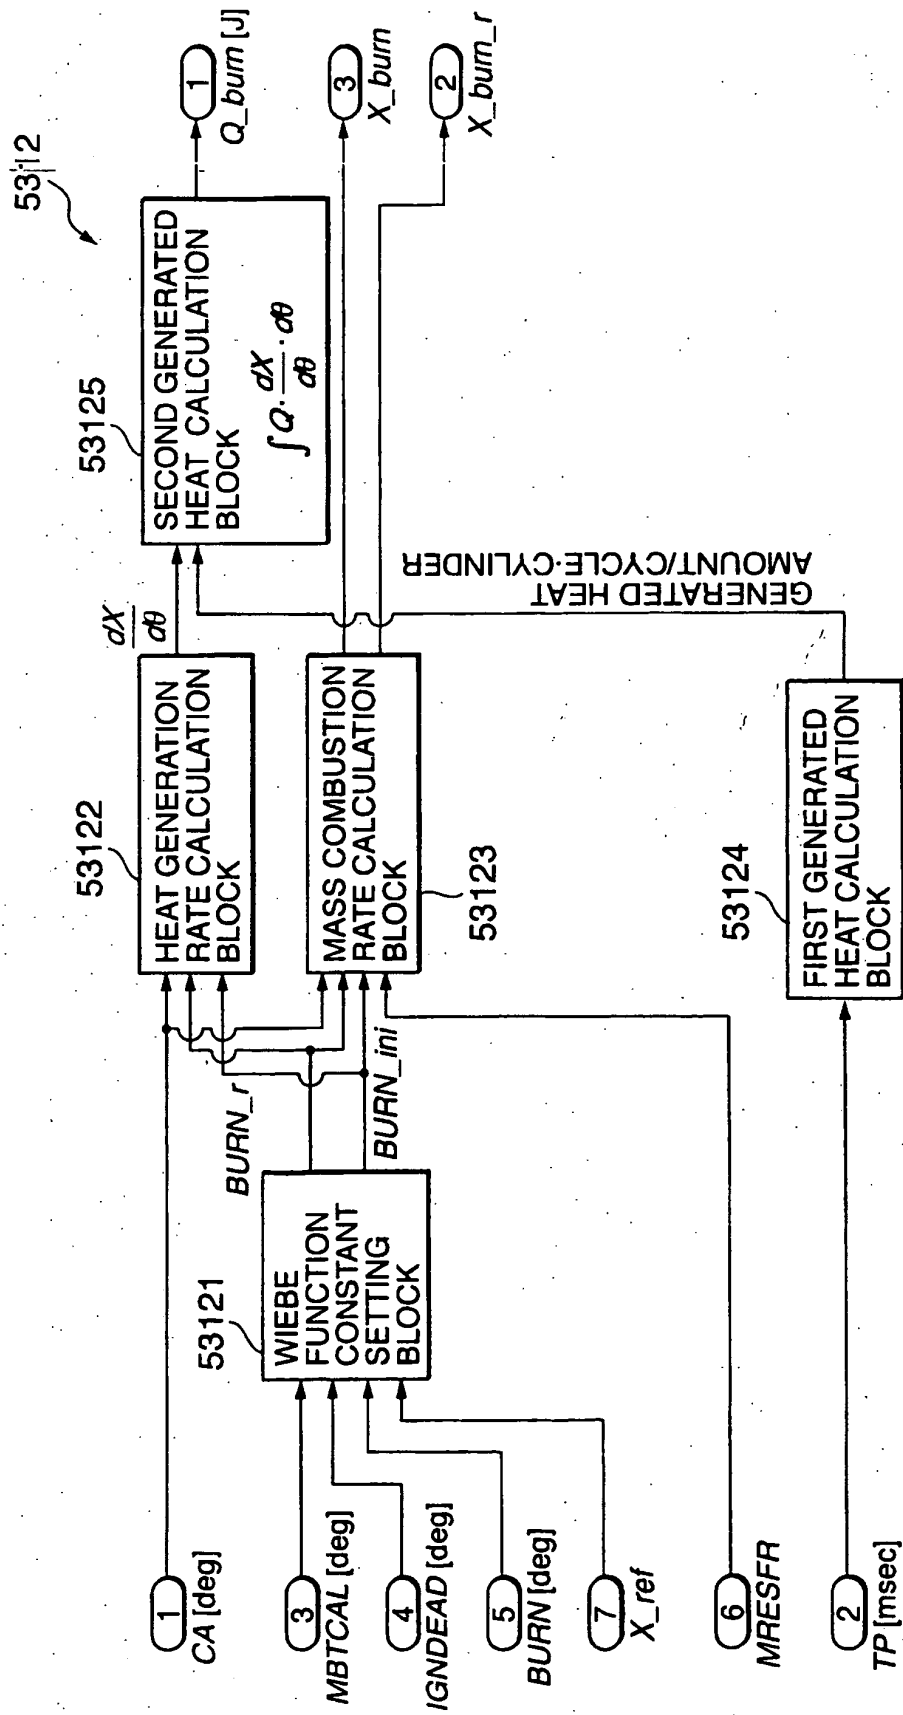 53112
1
CA [deg]
3
MBTCAL [deg]
4
IGNDEAD [deg]
5
BURN [deg]
7
X_ref
6
MRESFR
2
TP [msec]
53121
WIEBE
FUNCTION
CONSTANT
SETTING
BLOCK
BURN_r
BURN_ini
53122
HEAT GENERATION
RATE CALCULATION
BLOCK
MASS COMBUSTION
RATE CALCULATION
BLOCK
53123
53124
FIRST GENERATED
HEAT CALCULATION
BLOCK
dX
dθ
GENERATED HEAT
AMOUNT/CYCLE·CYLINDER
53125
SECOND GENERATED
HEAT CALCULATION
BLOCK
∫Q·dX/dθ·dθ
1
Q_burn [J]
3
X_burn
2
X_burn_r